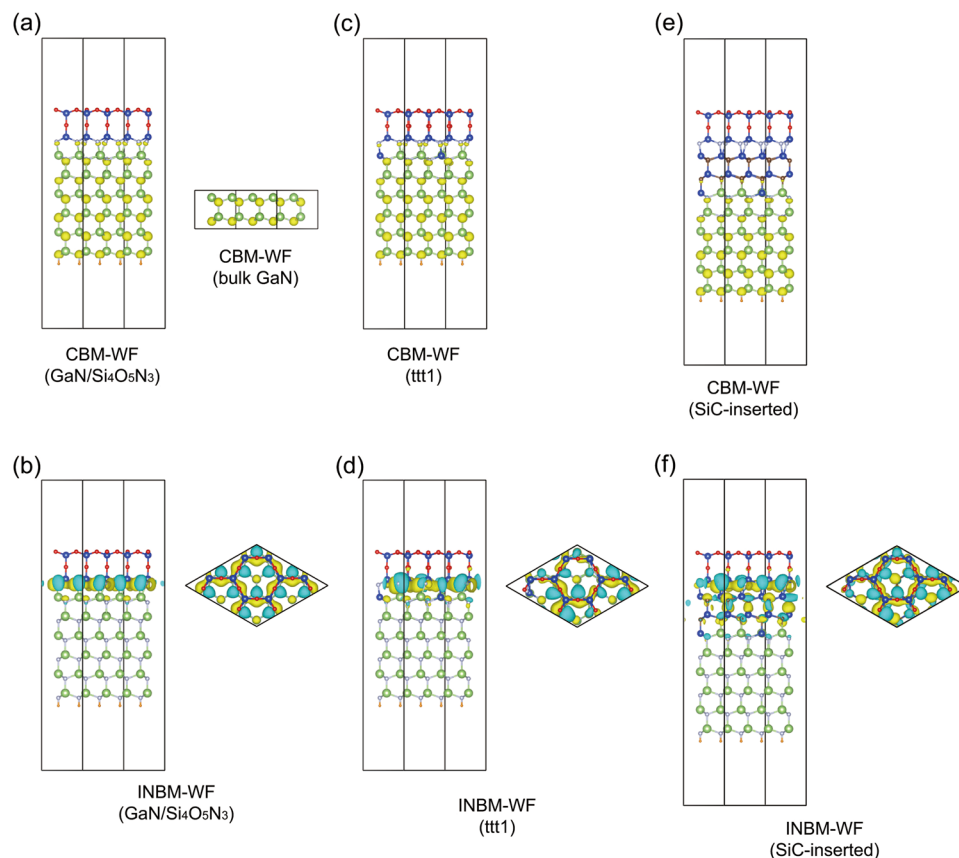 (a)
(c)
(e)
CBM-WF
(bulk GaN)
CBM-WF
(GaN/Si₄O₅N₃)
CBM-WF
(ttt1)
CBM-WF
(SiC-inserted)
(b)
(d)
(f)
INBM-WF
(GaN/Si₄O₅N₃)
INBM-WF
(ttt1)
INBM-WF
(SiC-inserted)